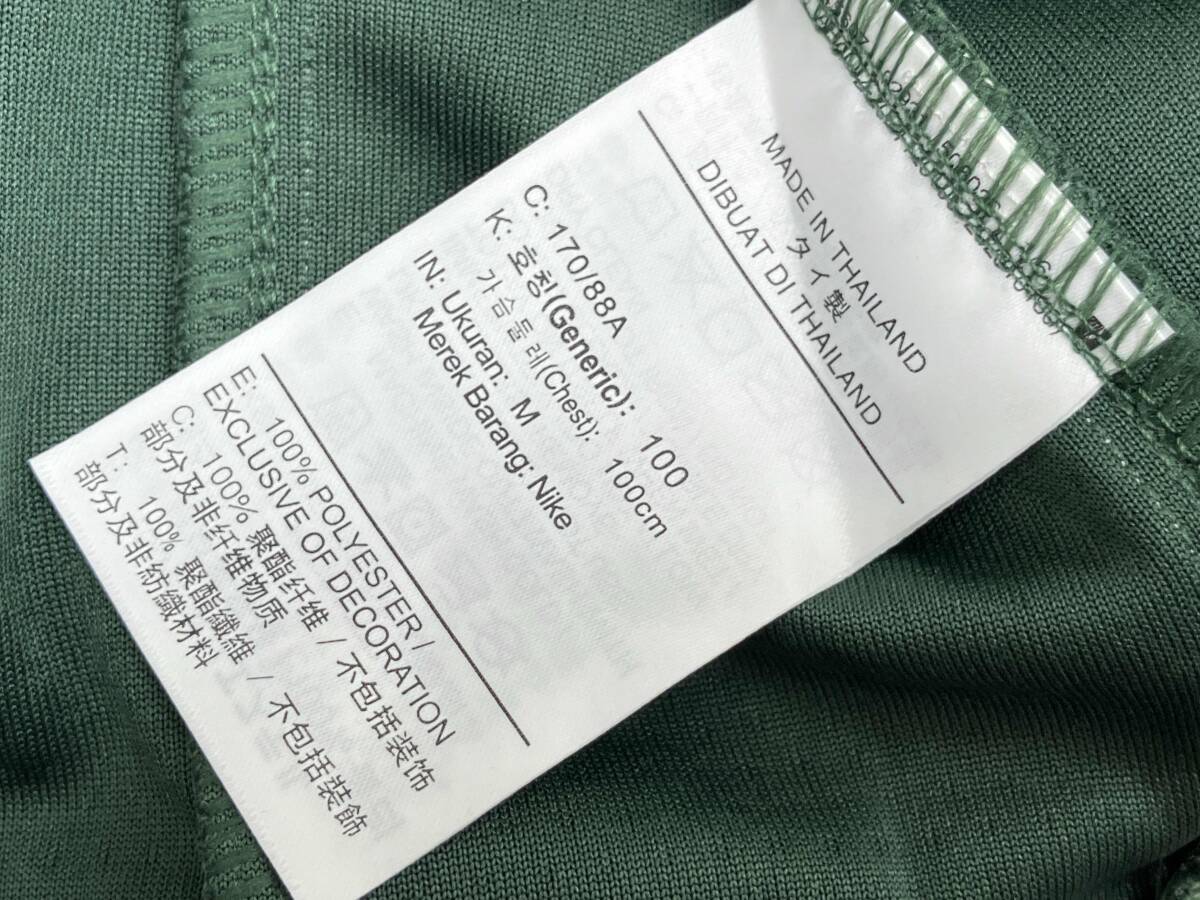 MADE IN THAILAND
タイ製
DIBUAT DI THAILAND
C: 170/88A
K: 호칭(Generic): 100
가슴둘레(Chest): 100cm
IN: Ukuran: M
Merek Barang: Nike
E: 100% POLYESTER /
EXCLUSIVE OF DECORATION
C: 100% 聚酯纤维 / 不包括装饰
部分及非纤维物质
T: 100% 聚酯纖維 / 不包括裝飾
部分及非紡織材料